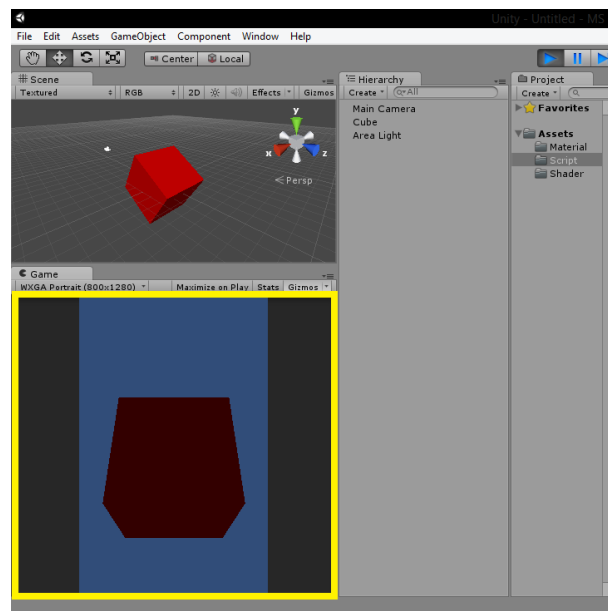 Unity - Untitled - MS
File Edit Assets GameObject Component Window Help
Center Local
Scene
Textured RGB 2D Effects Gizmos
y
x z
Persp
Hierarchy
Create All
Main Camera
Cube
Area Light
Project
Create
Favorites
Assets
Material
Script
Shader
Game
WXGA Portrait (800x1280) Maximize on Play Stats Gizmos